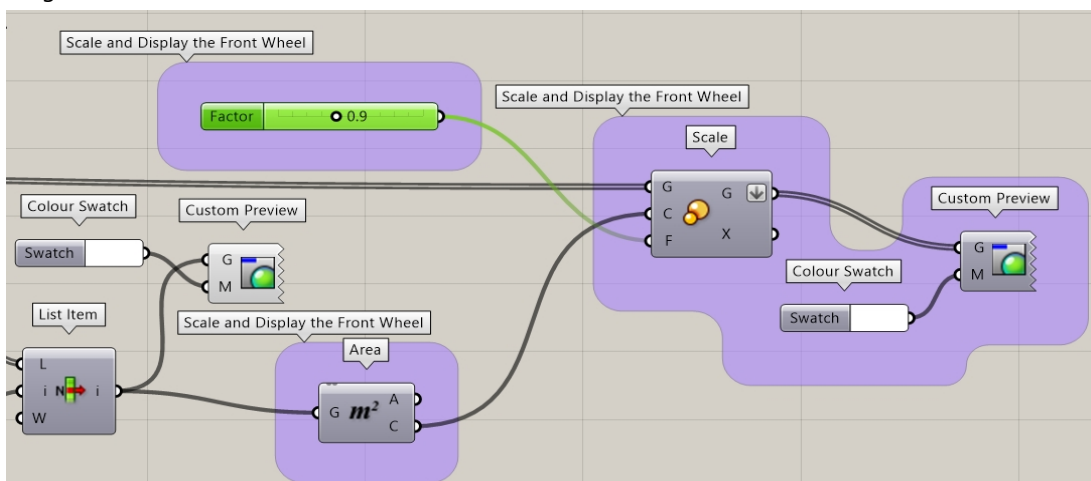 Scale and Display the Front Wheel
Factor 0.9
Scale and Display the Front Wheel
Scale
G G
C
F X
Colour Swatch
Swatch
Custom Preview
G
M
Custom Preview
G
M
Colour Swatch
Swatch
List Item
L
i N i
W
Scale and Display the Front Wheel
Area
G m² A
C